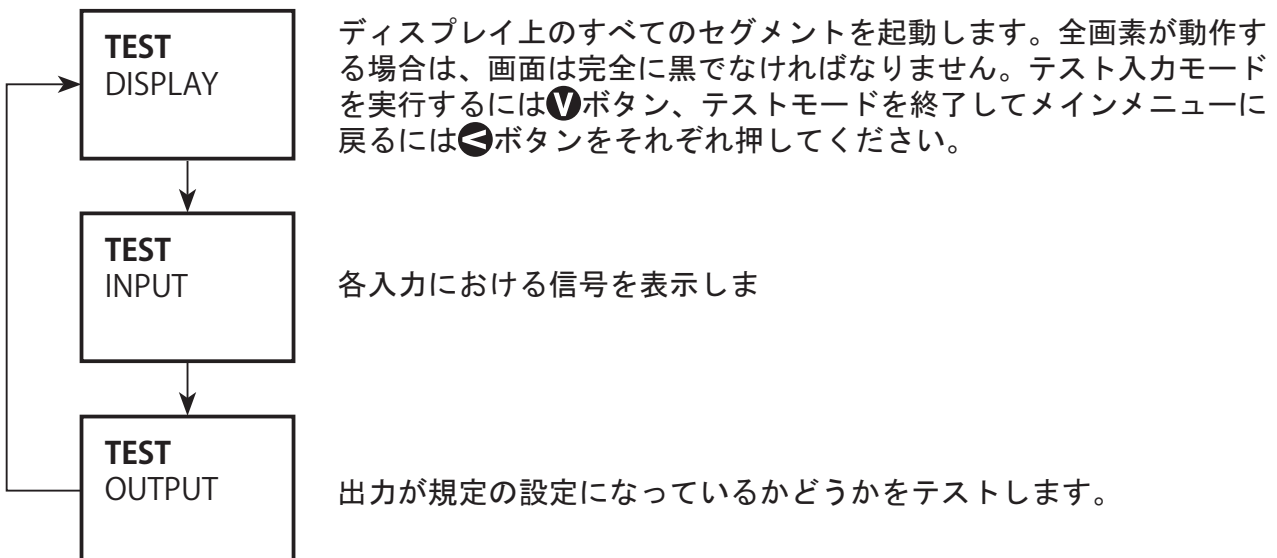 TEST
DISPLAY
ディスプレイ上のすべてのセグメントを起動します。全画素が動作す
る場合は、画面は完全に黒でなければなりません。テスト入力モード
を実行するにはVボタン、テストモードを終了してメインメニューに
戻るには<ボタンをそれぞれ押してください。
TEST
INPUT
各入力における信号を表示しま
TEST
OUTPUT
出力が規定の設定になっているかどうかをテストします。